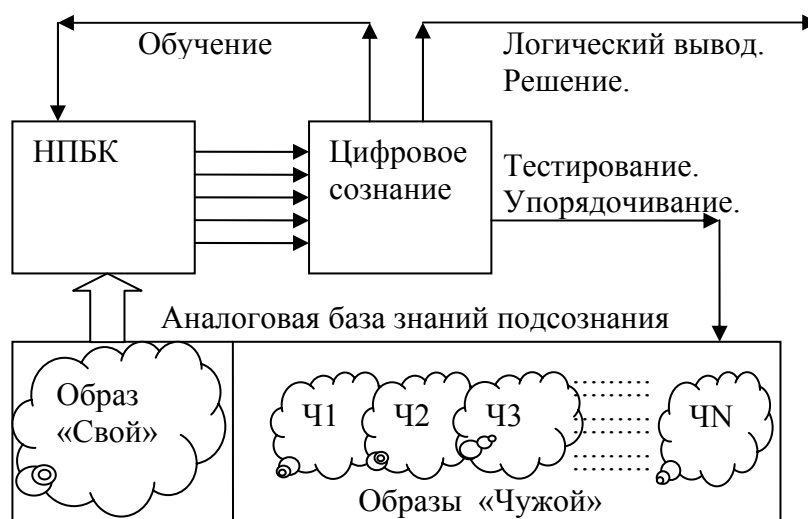 Обучение
Логический вывод.
Решение.
НПБК
Цифровое
сознание
Тестирование.
Упорядочивание.
Аналоговая база знаний подсознания
Образ
«Свой»
Ч1
Ч2
Ч3
ЧN
Образы «Чужой»